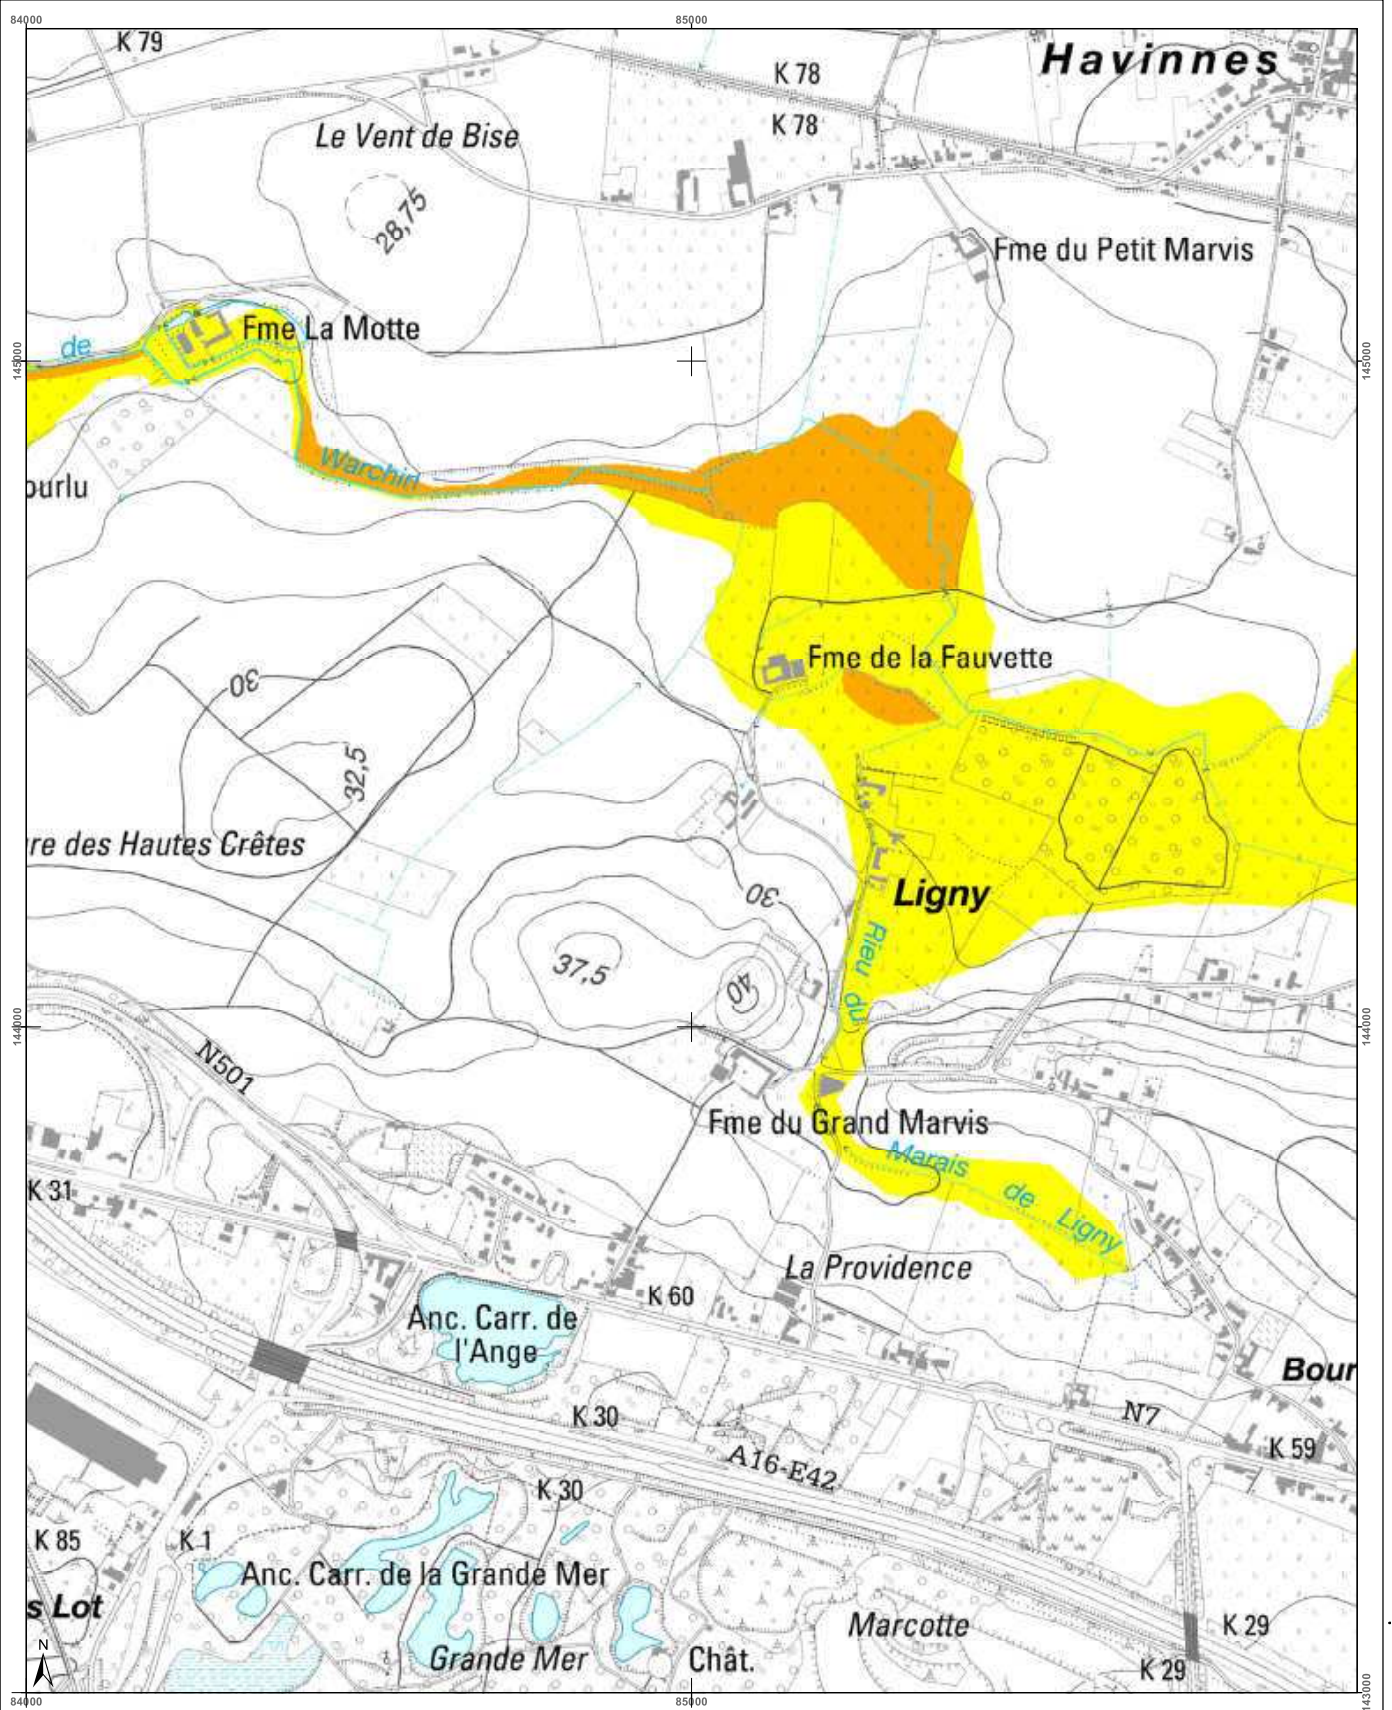 84000
85000
K 79
Havinnes
K 78
K 78
Le Vent de Bise
28,75
Fme du Petit Marvis
de
Fme La Motte
145000
145000
Warchin
ourlu
Fme de la Fauvette
30
32,5
re des Hautes Crêtes
30
Ligny
Rieu du
37,5
40
144000
144000
N501
Fme du Grand Marvis
Marais
de
Ligny
K 31
La Providence
K 60
Anc. Carr. de
l'Ange
Bour
K 30
N7
A16-E42
K 59
K 30
K 85
K 1
Anc. Carr. de la Grande Mer
s Lot
Marcotte
K 29
N
Grande Mer
Chât.
K 29
84000
85000
143000